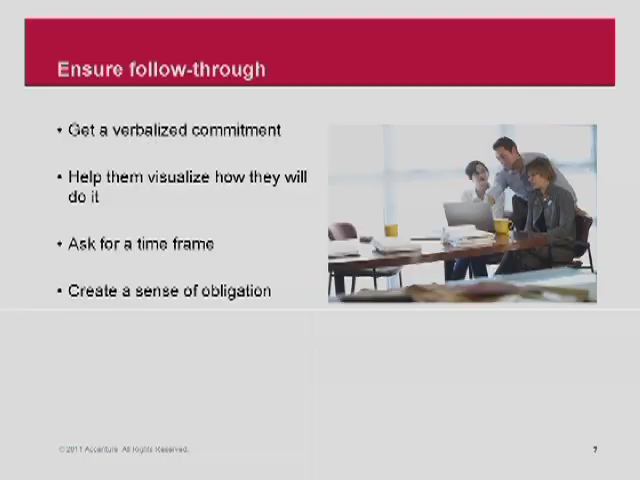 Ensure follow-through
• Get a verbalized commitment
• Help them visualize how they will
do it
• Ask for a time frame
• Create a sense of obligation
© 2011 Accenture All Rights Reserved.
7